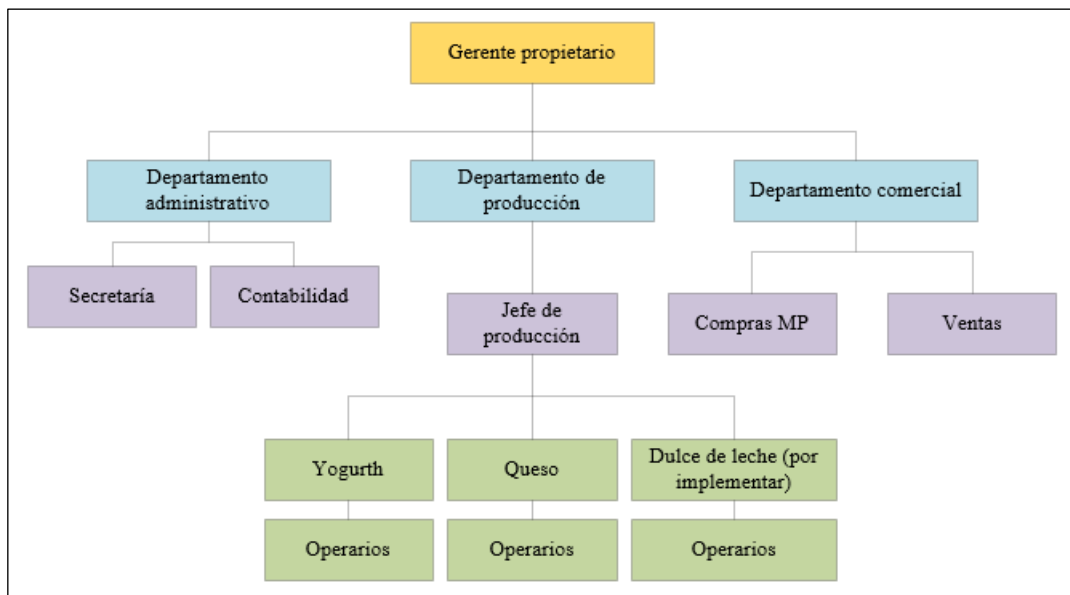 Gerente propietario
Departamento
administrativo
Departamento de
producción
Departamento comercial
Secretaría
Contabilidad
Jefe de
producción
Compras MP
Ventas
Yogurth
Queso
Dulce de leche (por
implementar)
Operarios
Operarios
Operarios